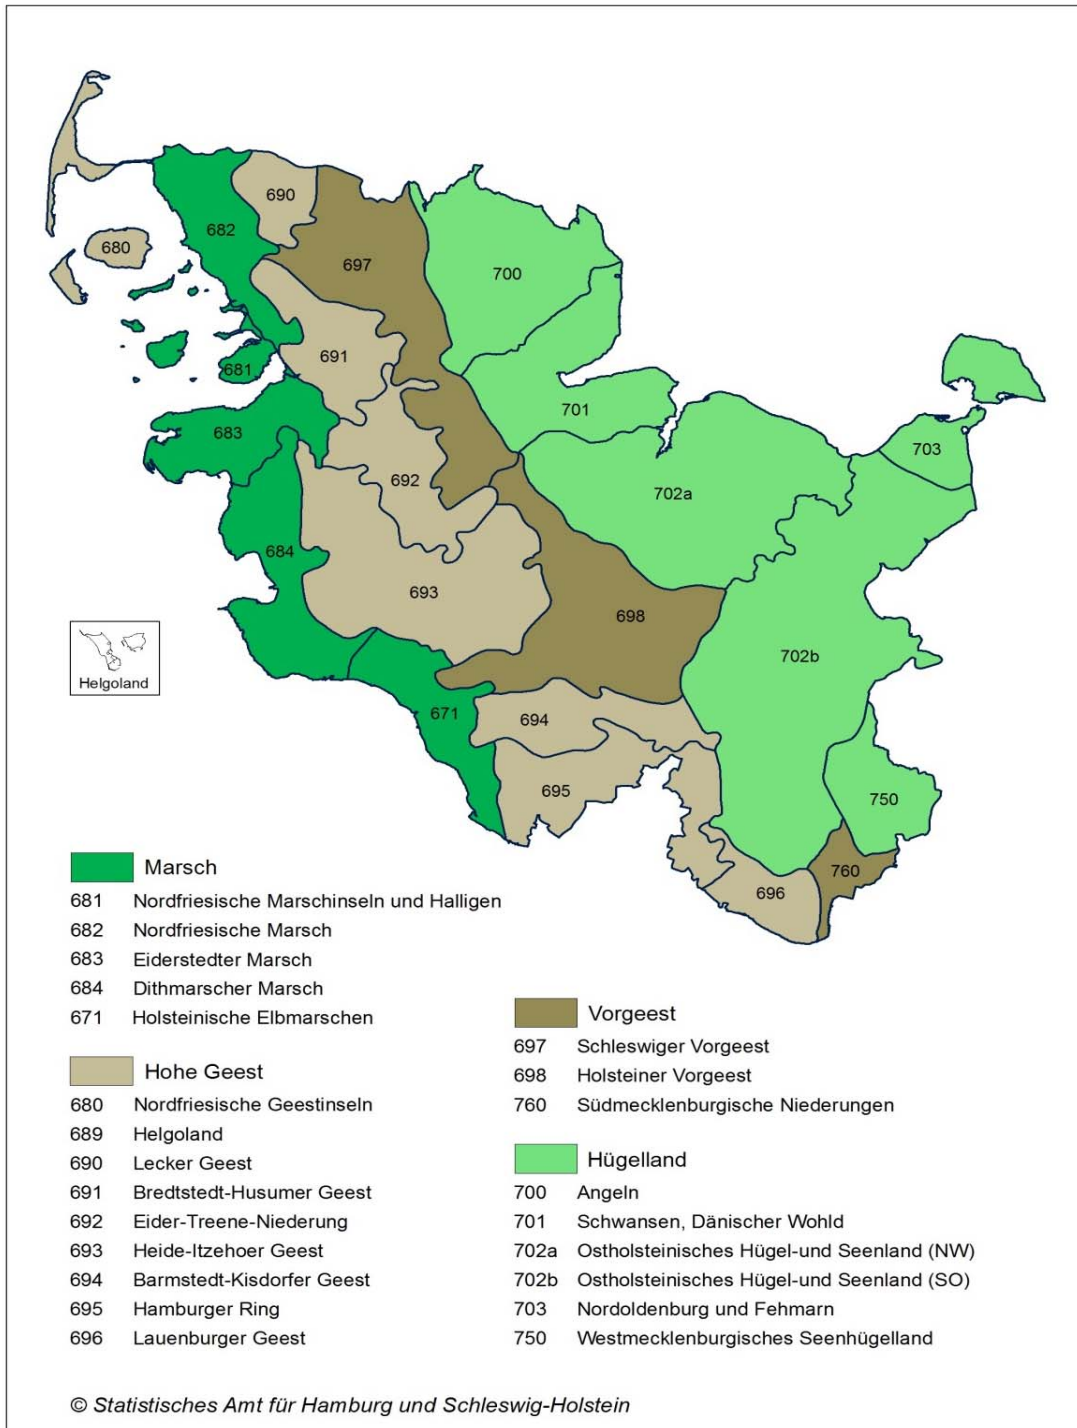 690
682
680
697
700
691
681
701
683
703
692
702a
684
693
698
702b
Helgoland
671
694
695
750
760
696
Marsch
681 Nordfriesische Marschinseln und Halligen
682 Nordfriesische Marsch
683 Eiderstedter Marsch
684 Dithmarscher Marsch
671 Holsteinische Elbmarschen
Hohe Geest
680 Nordfriesische Geestinseln
689 Helgoland
690 Lecker Geest
691 Bredtstedt-Husumer Geest
692 Eider-Treene-Niederung
693 Heide-Itzehoer Geest
694 Barmstedt-Kisdorfer Geest
695 Hamburger Ring
696 Lauenburger Geest
Vorgeest
697 Schleswiger Vorgeest
698 Holsteiner Vorgeest
760 Südmecklenburgische Niederungen
Hügelland
700 Angeln
701 Schwansen, Dänischer Wohld
702a Ostholsteinisches Hügel-und Seenland (NW)
702b Ostholsteinisches Hügel-und Seenland (SO)
703 Nordoldenburg und Fehmarn
750 Westmecklenburgisches Seenhügelland
© Statistisches Amt für Hamburg und Schleswig-Holstein